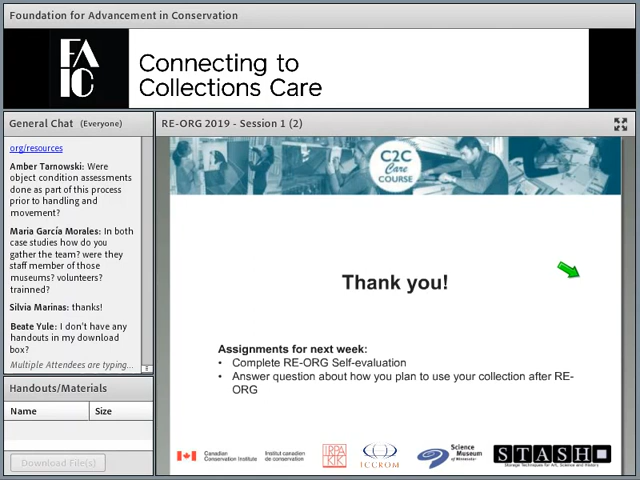 Foundation for Advancement in Conservation
FA
IC
Connecting to
Collections Care
General Chat (Everyone)
org/resources
Amber Tarnowski: Were
object condition assessments
done as part of this process
prior to handling and
movement?
Maria García Morales: In both
case studies how do you
gather the team? were they
staff member of those
museums? volunteers?
trainned?
Silvia Marinas: thanks!
Beate Yule: I don't have any
handouts in my download
box?
Multiple Attendees are typing...
Handouts/Materials
Name Size
Download File(s)
RE-ORG 2019 - Session 1 (2)
C2C
Care
COURSE
Thank you!
Assignments for next week:
• Complete RE-ORG Self-evaluation
• Answer question about how you plan to use your collection after RE-
ORG
Canadian Conservation Institute
Institut canadien de conservation
IRPA
KIK
ICCROM
Science
Museum
of Minnesota
STASH
Storage Techniques for Art, Science and History